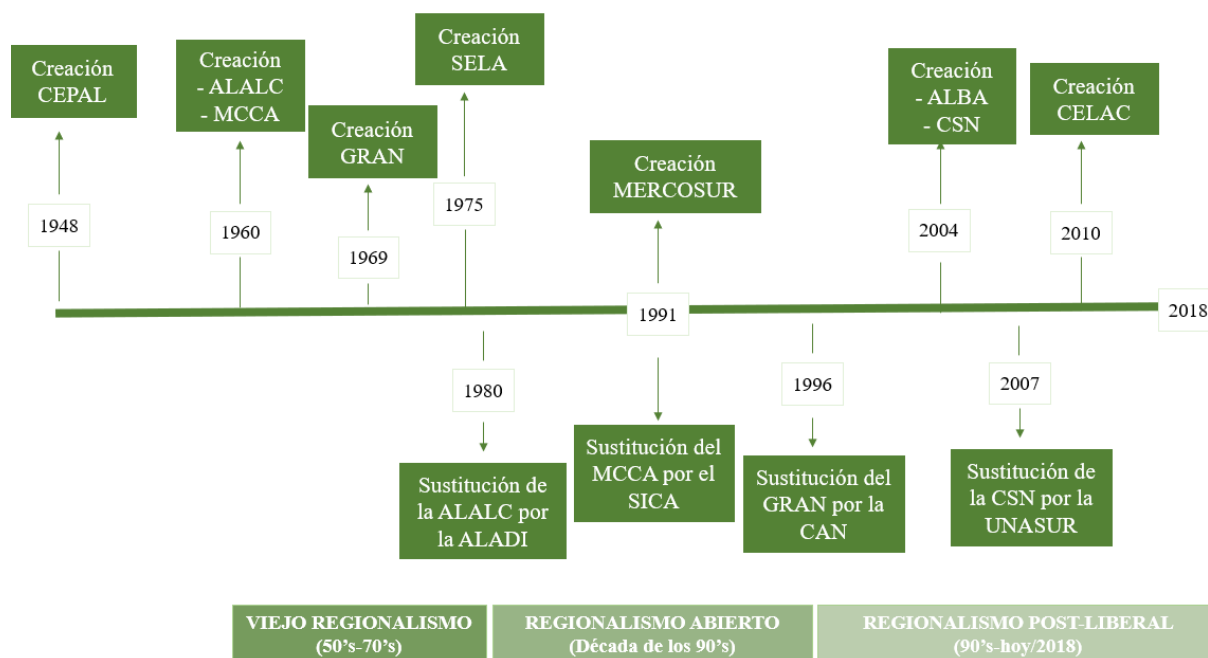 Creación
CEPAL
Creación
- ALALC
- MCCA
Creación
GRAN
Creación
SELA
Creación
MERCOSUR
Creación
- ALBA
- CSN
Creación
CELAC
1948
1960
1969
1975
1991
2004
2010
2018
1980
1996
2007
Sustitución de
la ALALC por
la ALADI
Sustitución del
MCCA por el
SICA
Sustitución del
GRAN por la
CAN
Sustitución de
la CSN por la
UNASUR
VIEJO REGIONALISMO
(50’s-70’s)
REGIONALISMO ABIERTO
(Década de los 90’s)
REGIONALISMO POST-LIBERAL
(90’s-hoy/2018)